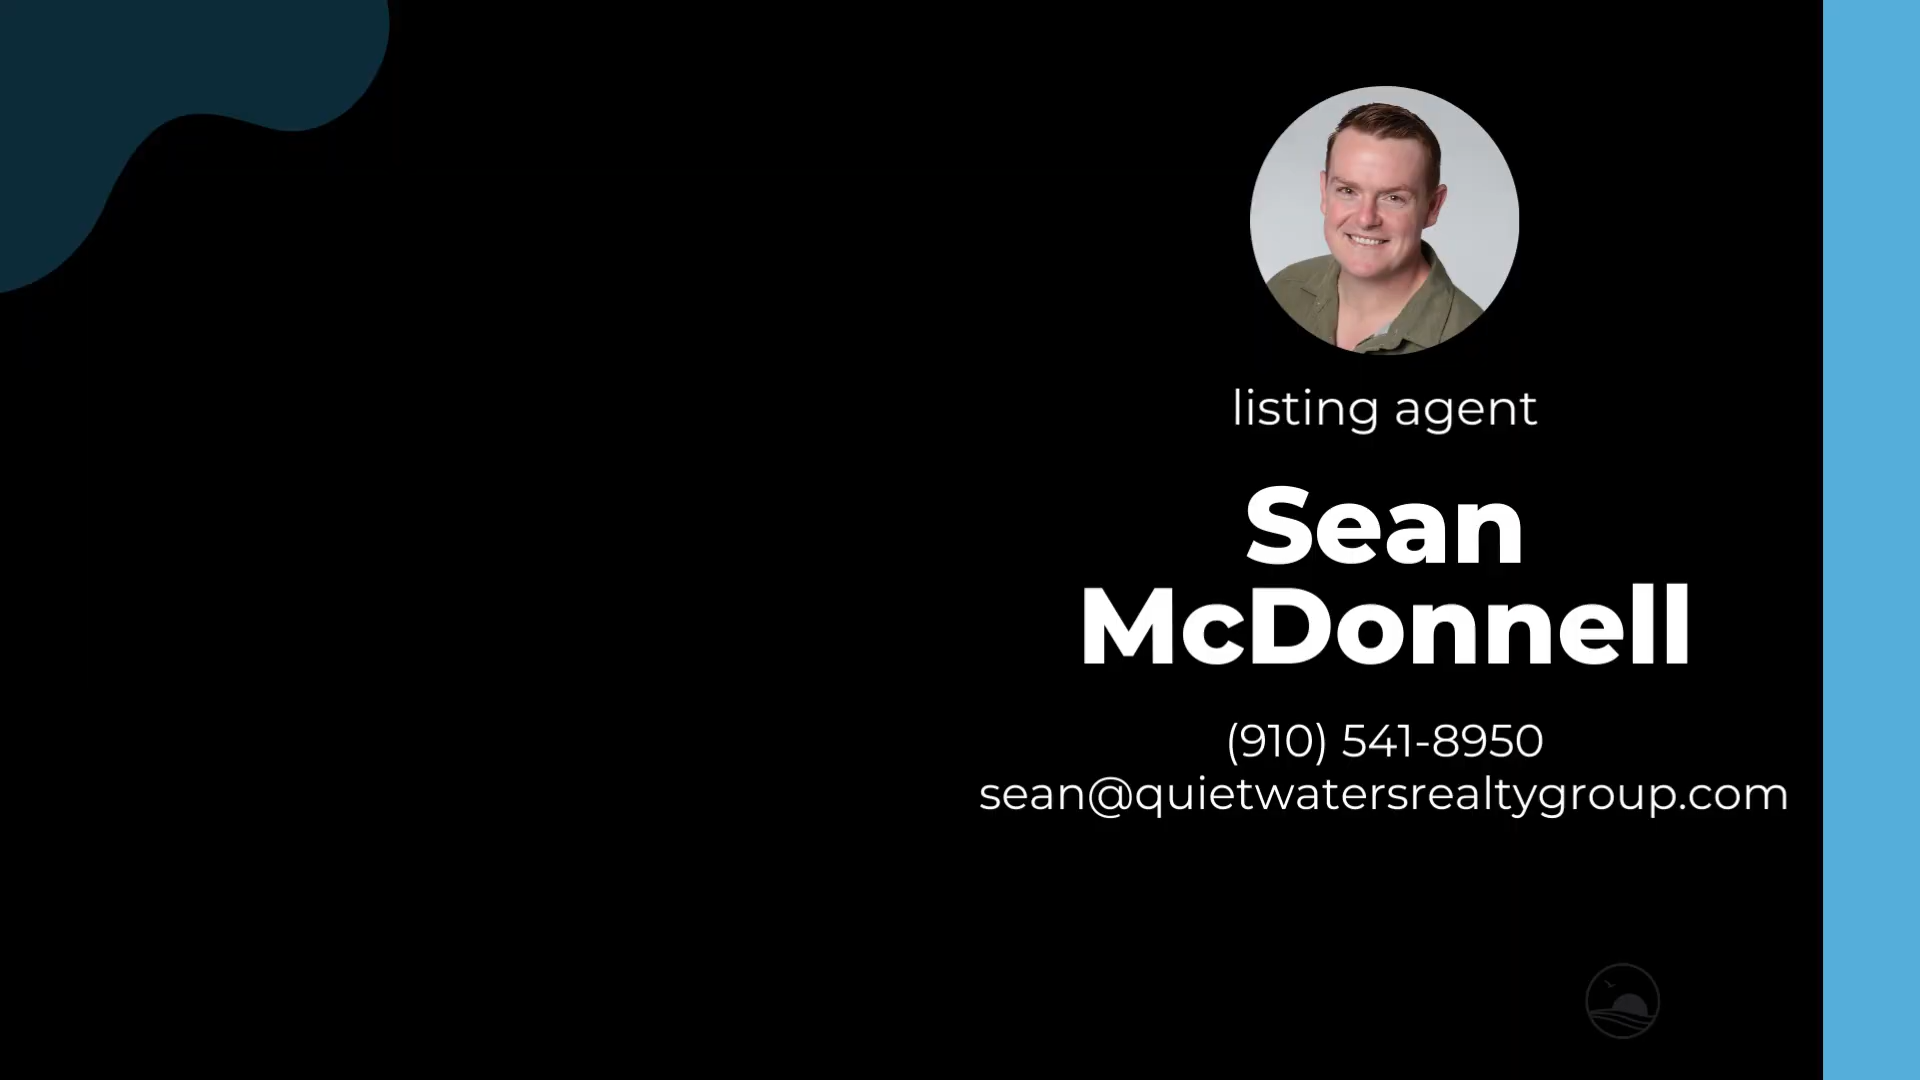 listing agent
Sean
McDonnell
(910) 541-8950
sean@quietwatersrealtygroup.com